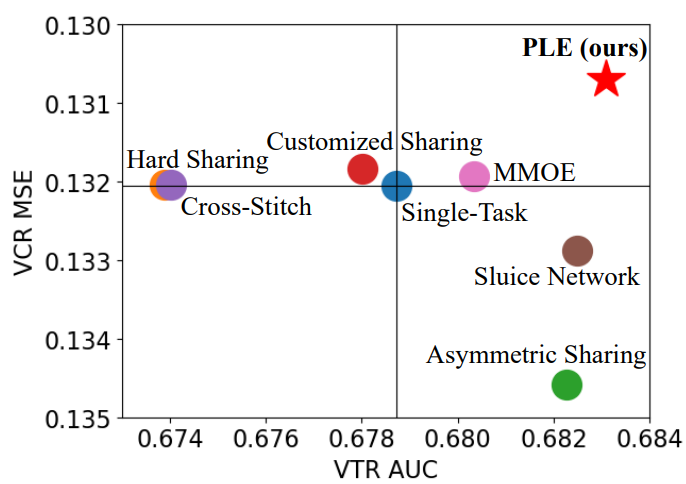 0.130
PLE (ours)
0.131
Customized Sharing
Hard Sharing
MMOE
0.132
Cross-Stitch
Single-Task
VCR MSE
0.133
Sluice Network
0.134
Asymmetric Sharing
0.135
0.674 0.676 0.678 0.680 0.682 0.684
VTR AUC